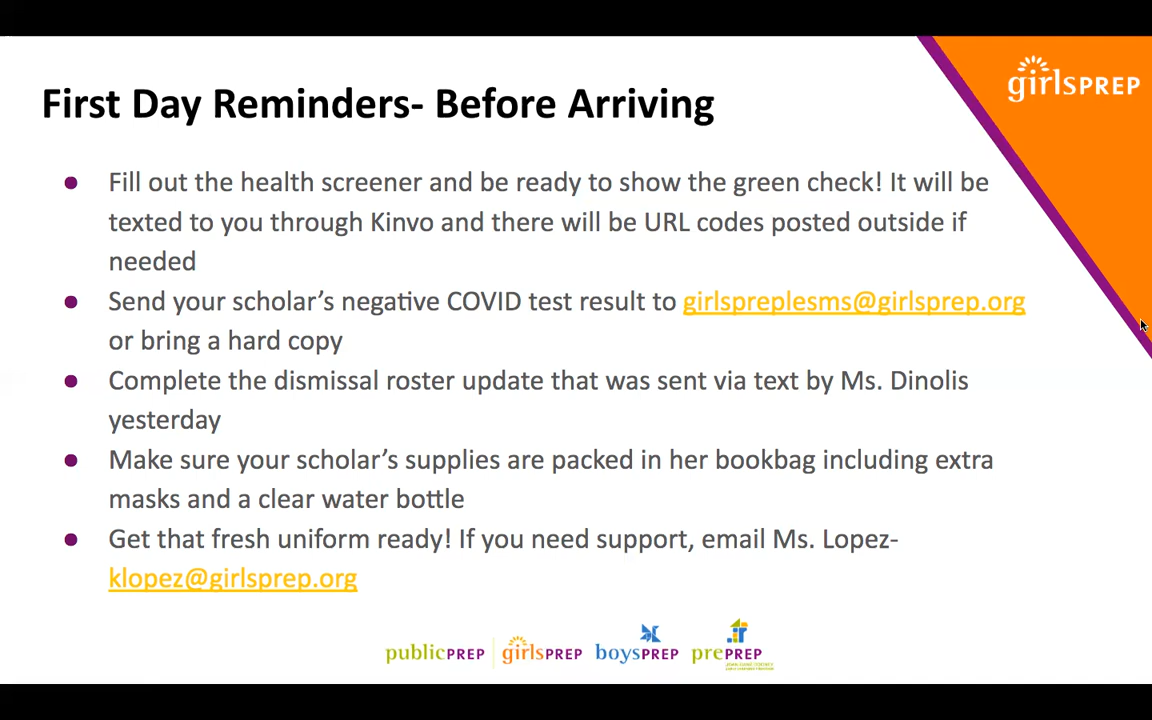 girlsPREP
First Day Reminders- Before Arriving
● Fill out the health screener and be ready to show the green check! It will be
texted to you through Kinvo and there will be URL codes posted outside if
needed
● Send your scholar’s negative COVID test result to girlspreplesms@girlsprep.org
or bring a hard copy
● Complete the dismissal roster update that was sent via text by Ms. Dinolis
yesterday
● Make sure your scholar’s supplies are packed in her bookbag including extra
masks and a clear water bottle
● Get that fresh uniform ready! If you need support, email Ms. Lopez-
klopez@girlsprep.org
publicPREP girlsPREP boysPREP prePREP